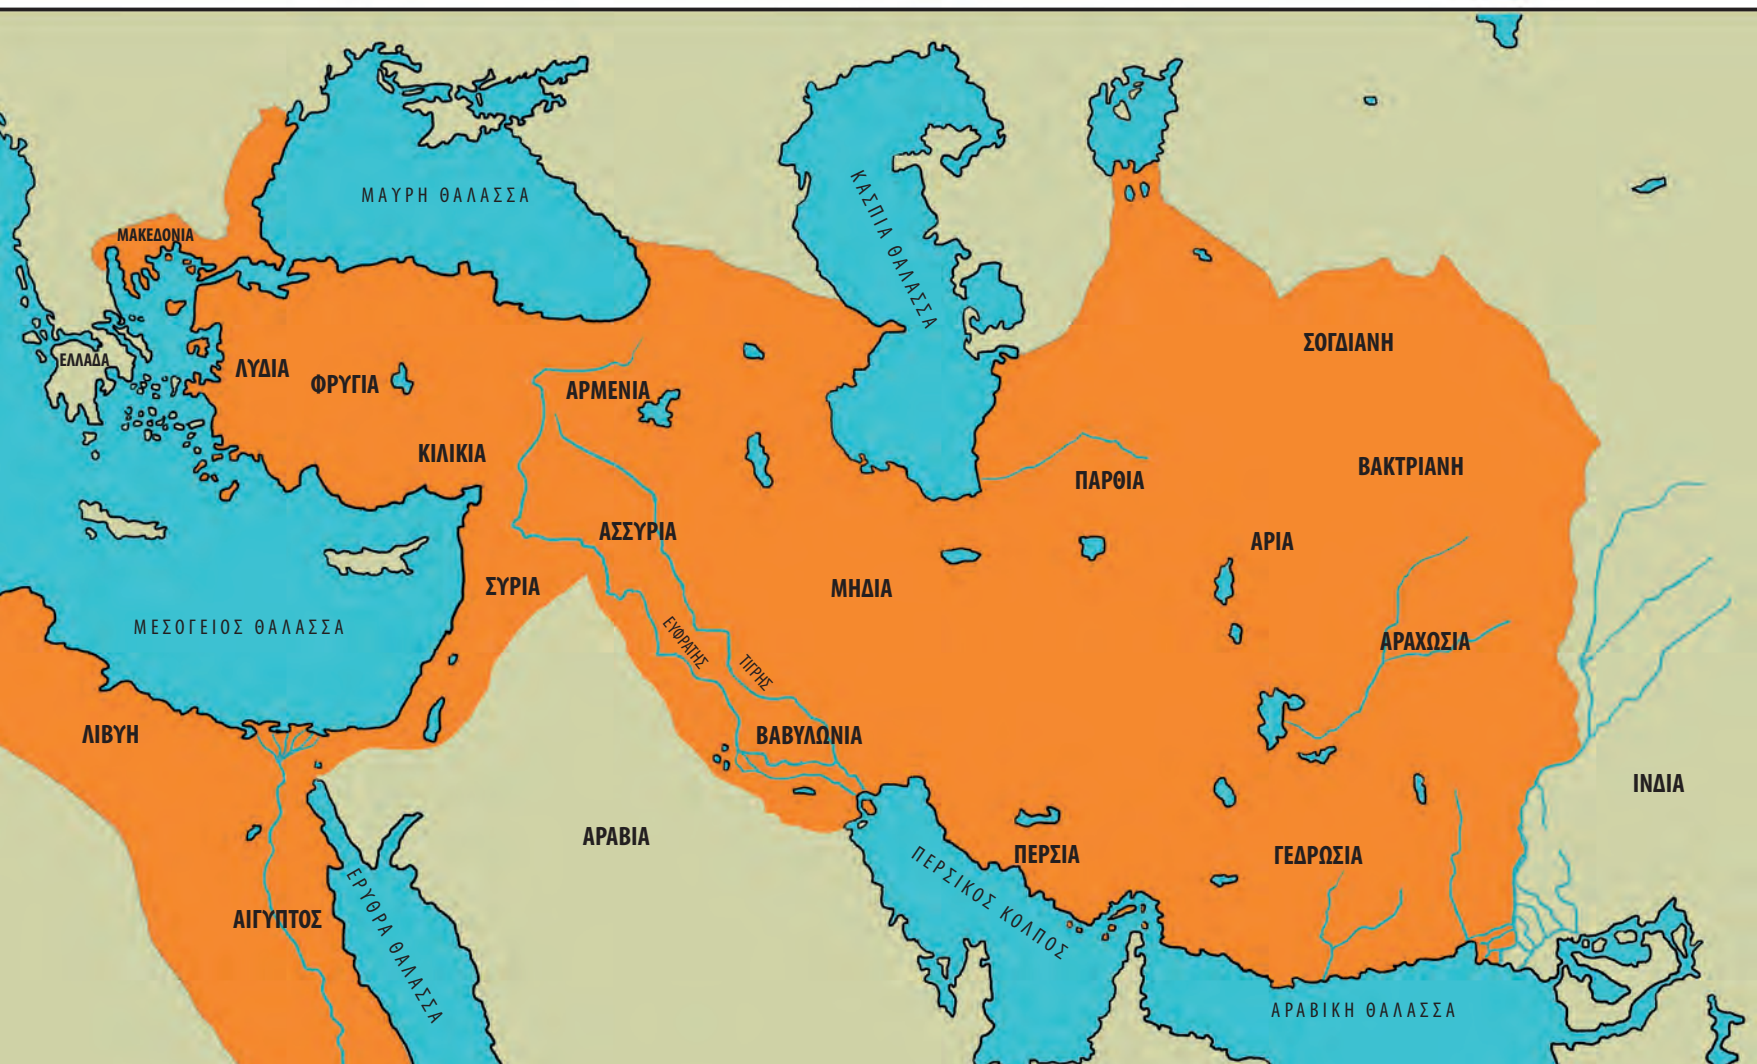 ΜΑΥΡΗ ΘΑΛΑΣΣΑ
ΚΑΣΠΙΑ ΘΑΛΑΣΣΑ
ΜΑΚΕΔΟΝΙΑ
ΣΟΓΔΙΑΝΗ
ΕΛΛΑΔΑ
ΛΥΔΙΑ
ΦΡΥΓΙΑ
ΑΡΜΕΝΙΑ
ΚΙΛΙΚΙΑ
ΠΑΡΘΙΑ
ΒΑΚΤΡΙΑΝΗ
ΑΣΣΥΡΙΑ
ΑΡΙΑ
ΣΥΡΙΑ
ΜΗΔΙΑ
ΜΕΣΟΓΕΙΟΣ ΘΑΛΑΣΣΑ
ΕΥΦΡΑΤΗΣ
ΤΙΓΡΗΣ
ΑΡΑΧΩΣΙΑ
ΛΙΒΥΗ
ΒΑΒΥΛΩΝΙΑ
ΙΝΔΙΑ
ΑΡΑΒΙΑ
ΠΕΡΣΙΑ
ΓΕΔΡΩΣΙΑ
ΠΕΡΣΙΚΟΣ ΚΟΛΠΟΣ
ΑΙΓΥΠΤΟΣ
ΕΡΥΘΡΑ ΘΑΛΑΣΣΑ
ΑΡΑΒΙΚΗ ΘΑΛΑΣΣΑ